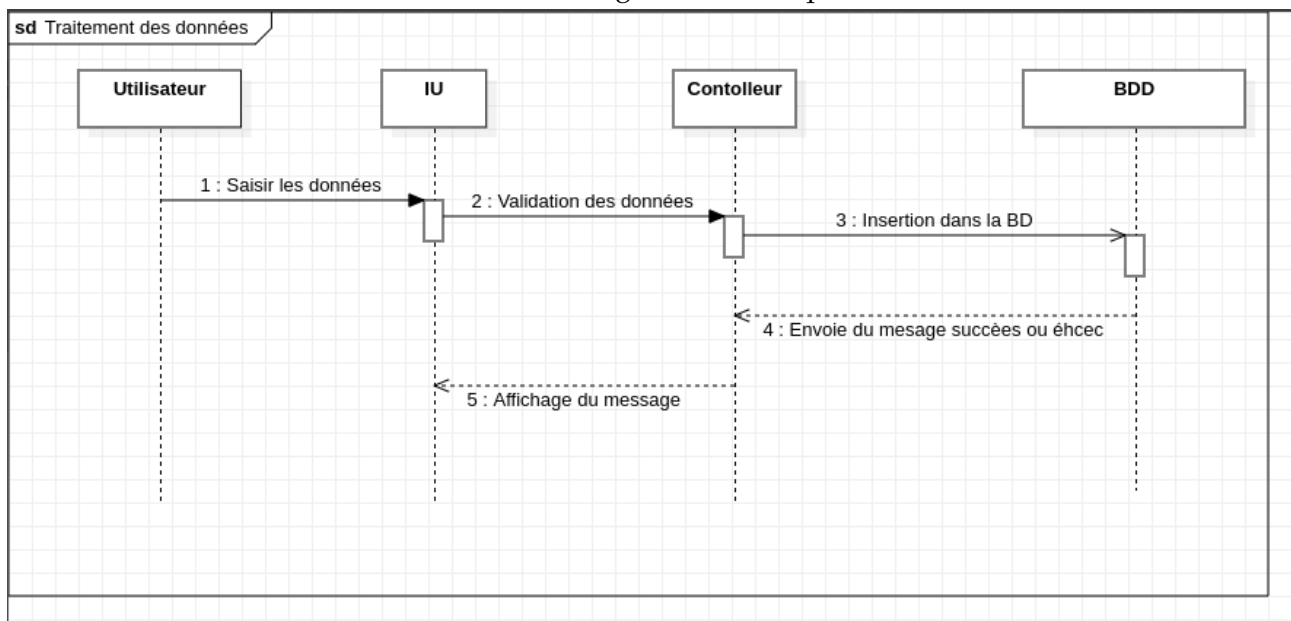 sd Traitement des données
Utilisateur
IU
Contolleur
BDD
1 : Saisir les données
2 : Validation des données
3 : Insertion dans la BD
4 : Envoie du mesage succèes ou éhcec
5 : Affichage du message